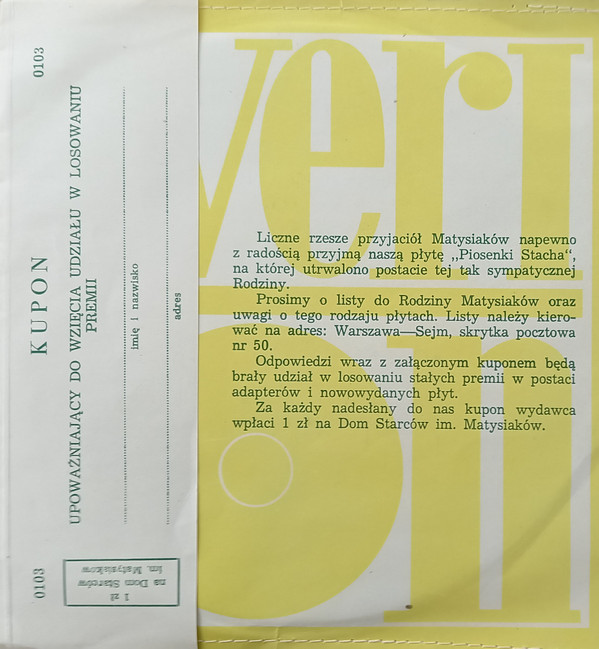 0103
KUPON
UPOWAŻNIAJĄCY DO WZIĘCIA UDZIAŁU W LOSOWANIU
PREMII
imię i nazwisko
adres
0103
1 zł
na Dom Starców
im. Matysiaków
veri
on
Liczne rzesze przyjaciół Matysiaków napewno
z radością przyjmą naszą płytę „Piosenki Stacha“,
na której utrwalono postacie tej tak sympatycznej
Rodziny.
Prosimy o listy do Rodziny Matysiaków oraz
uwagi o tego rodzaju płytach. Listy należy kiero-
wać na adres: Warszawa—Sejm, skrytka pocztowa
nr 50.
Odpowiedzi wraz z załączonym kuponem będą
brały udział w losowaniu stałych premii w postaci
adapterów i nowowydanych płyt.
Za każdy nadesłany do nas kupon wydawca
wpłaci 1 zł na Dom Starców im. Matysiaków.